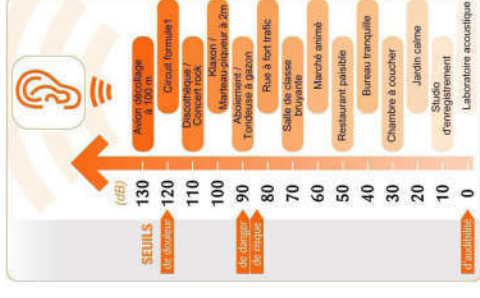 (dB)
SEUILS
130
Avion décollage
à 100 m
de douleur
120
Circuit formule1
110
Discothèque /
Concert rock
100
Klaxon /
Marteau-piqueur à 2m
de danger
90
Aboiement /
Tondeuse à gazon
de risque
80
Rue à fort trafic
70
Salle de classe
bruyante
60
Marché animé
50
Restaurant paisible
40
Bureau tranquille
30
Chambre à coucher
20
Jardin calme
10
Studio
d'enregistrement
d'audibilité
0
Laboratoire acoustique